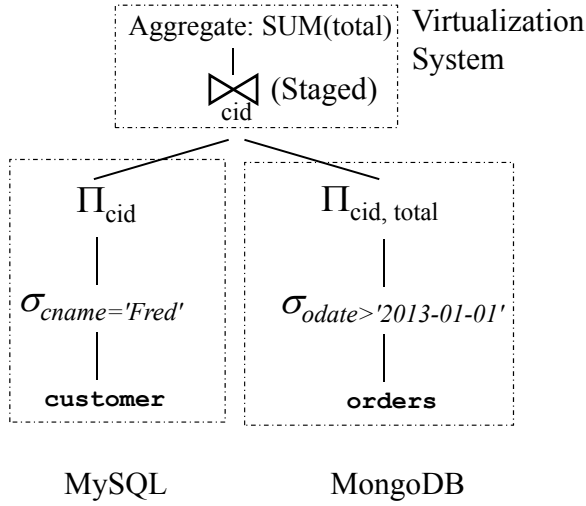 Aggregate: SUM(total)
Virtualization
System
⋈ (Staged)
cid
Π cid
Π cid, total
σ cname='Fred'
σ odate>'2013-01-01'
customer
orders
MySQL
MongoDB